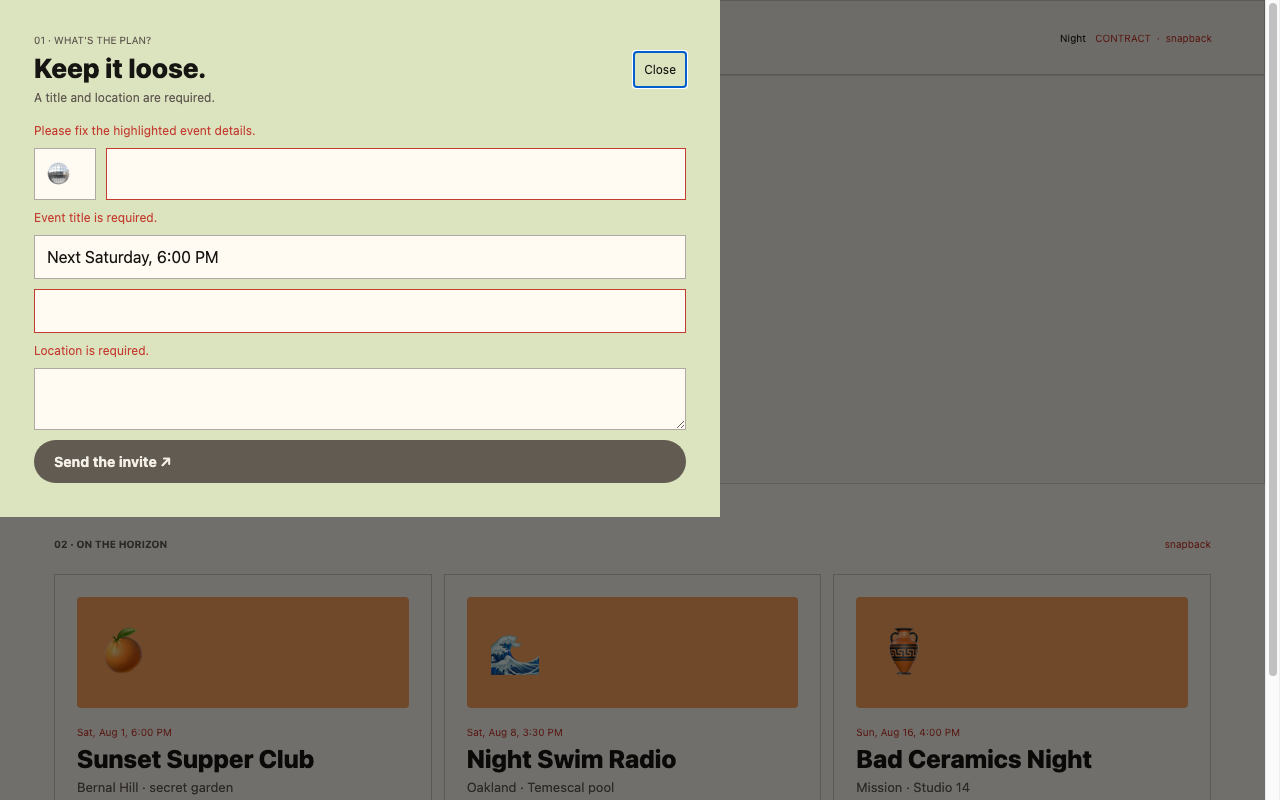 01 · WHAT'S THE PLAN?
Keep it loose.
Close
A title and location are required.
Please fix the highlighted event details.
Event title is required.
Next Saturday, 6:00 PM
Location is required.
Send the invite ↗
Night CONTRACT · snapback
02 · ON THE HORIZON
snapback
Sat, Aug 1, 6:00 PM
Sunset Supper Club
Bernal Hill · secret garden
Sat, Aug 8, 3:30 PM
Night Swim Radio
Oakland · Temescal pool
Sun, Aug 16, 4:00 PM
Bad Ceramics Night
Mission · Studio 14